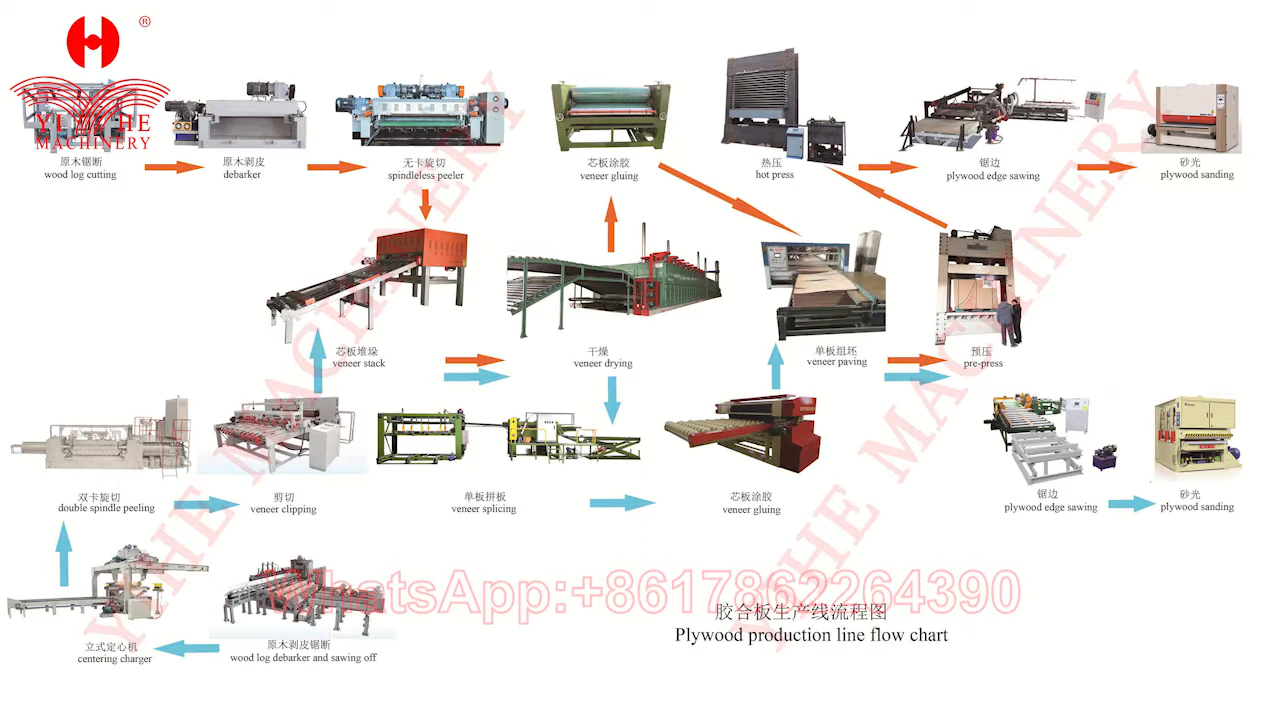 ®
YI HE
MACHINERY
原木锯断
wood log cutting
原木剥皮
debarker
无卡旋切
spindleless peeler
芯板涂胶
veneer gluing
热压
hot press
锯边
plywood edge sawing
砂光
plywood sanding
芯板堆垛
veneer stack
干燥
veneer drying
单板组坯
veneer paving
预压
pre-press
双卡旋切
double spindle peeling
剪切
veneer clipping
单板拼板
veneer splicing
芯板涂胶
veneer gluing
锯边
plywood edge sawing
砂光
plywood sanding
立式定心机
centering charger
原木剥皮锯断
wood log debarker and sawing off
WhatsApp:+8617862264390
胶合板生产线流程图
Plywood production line flow chart
YIHE MACHINERY
YIHE MACHINERY